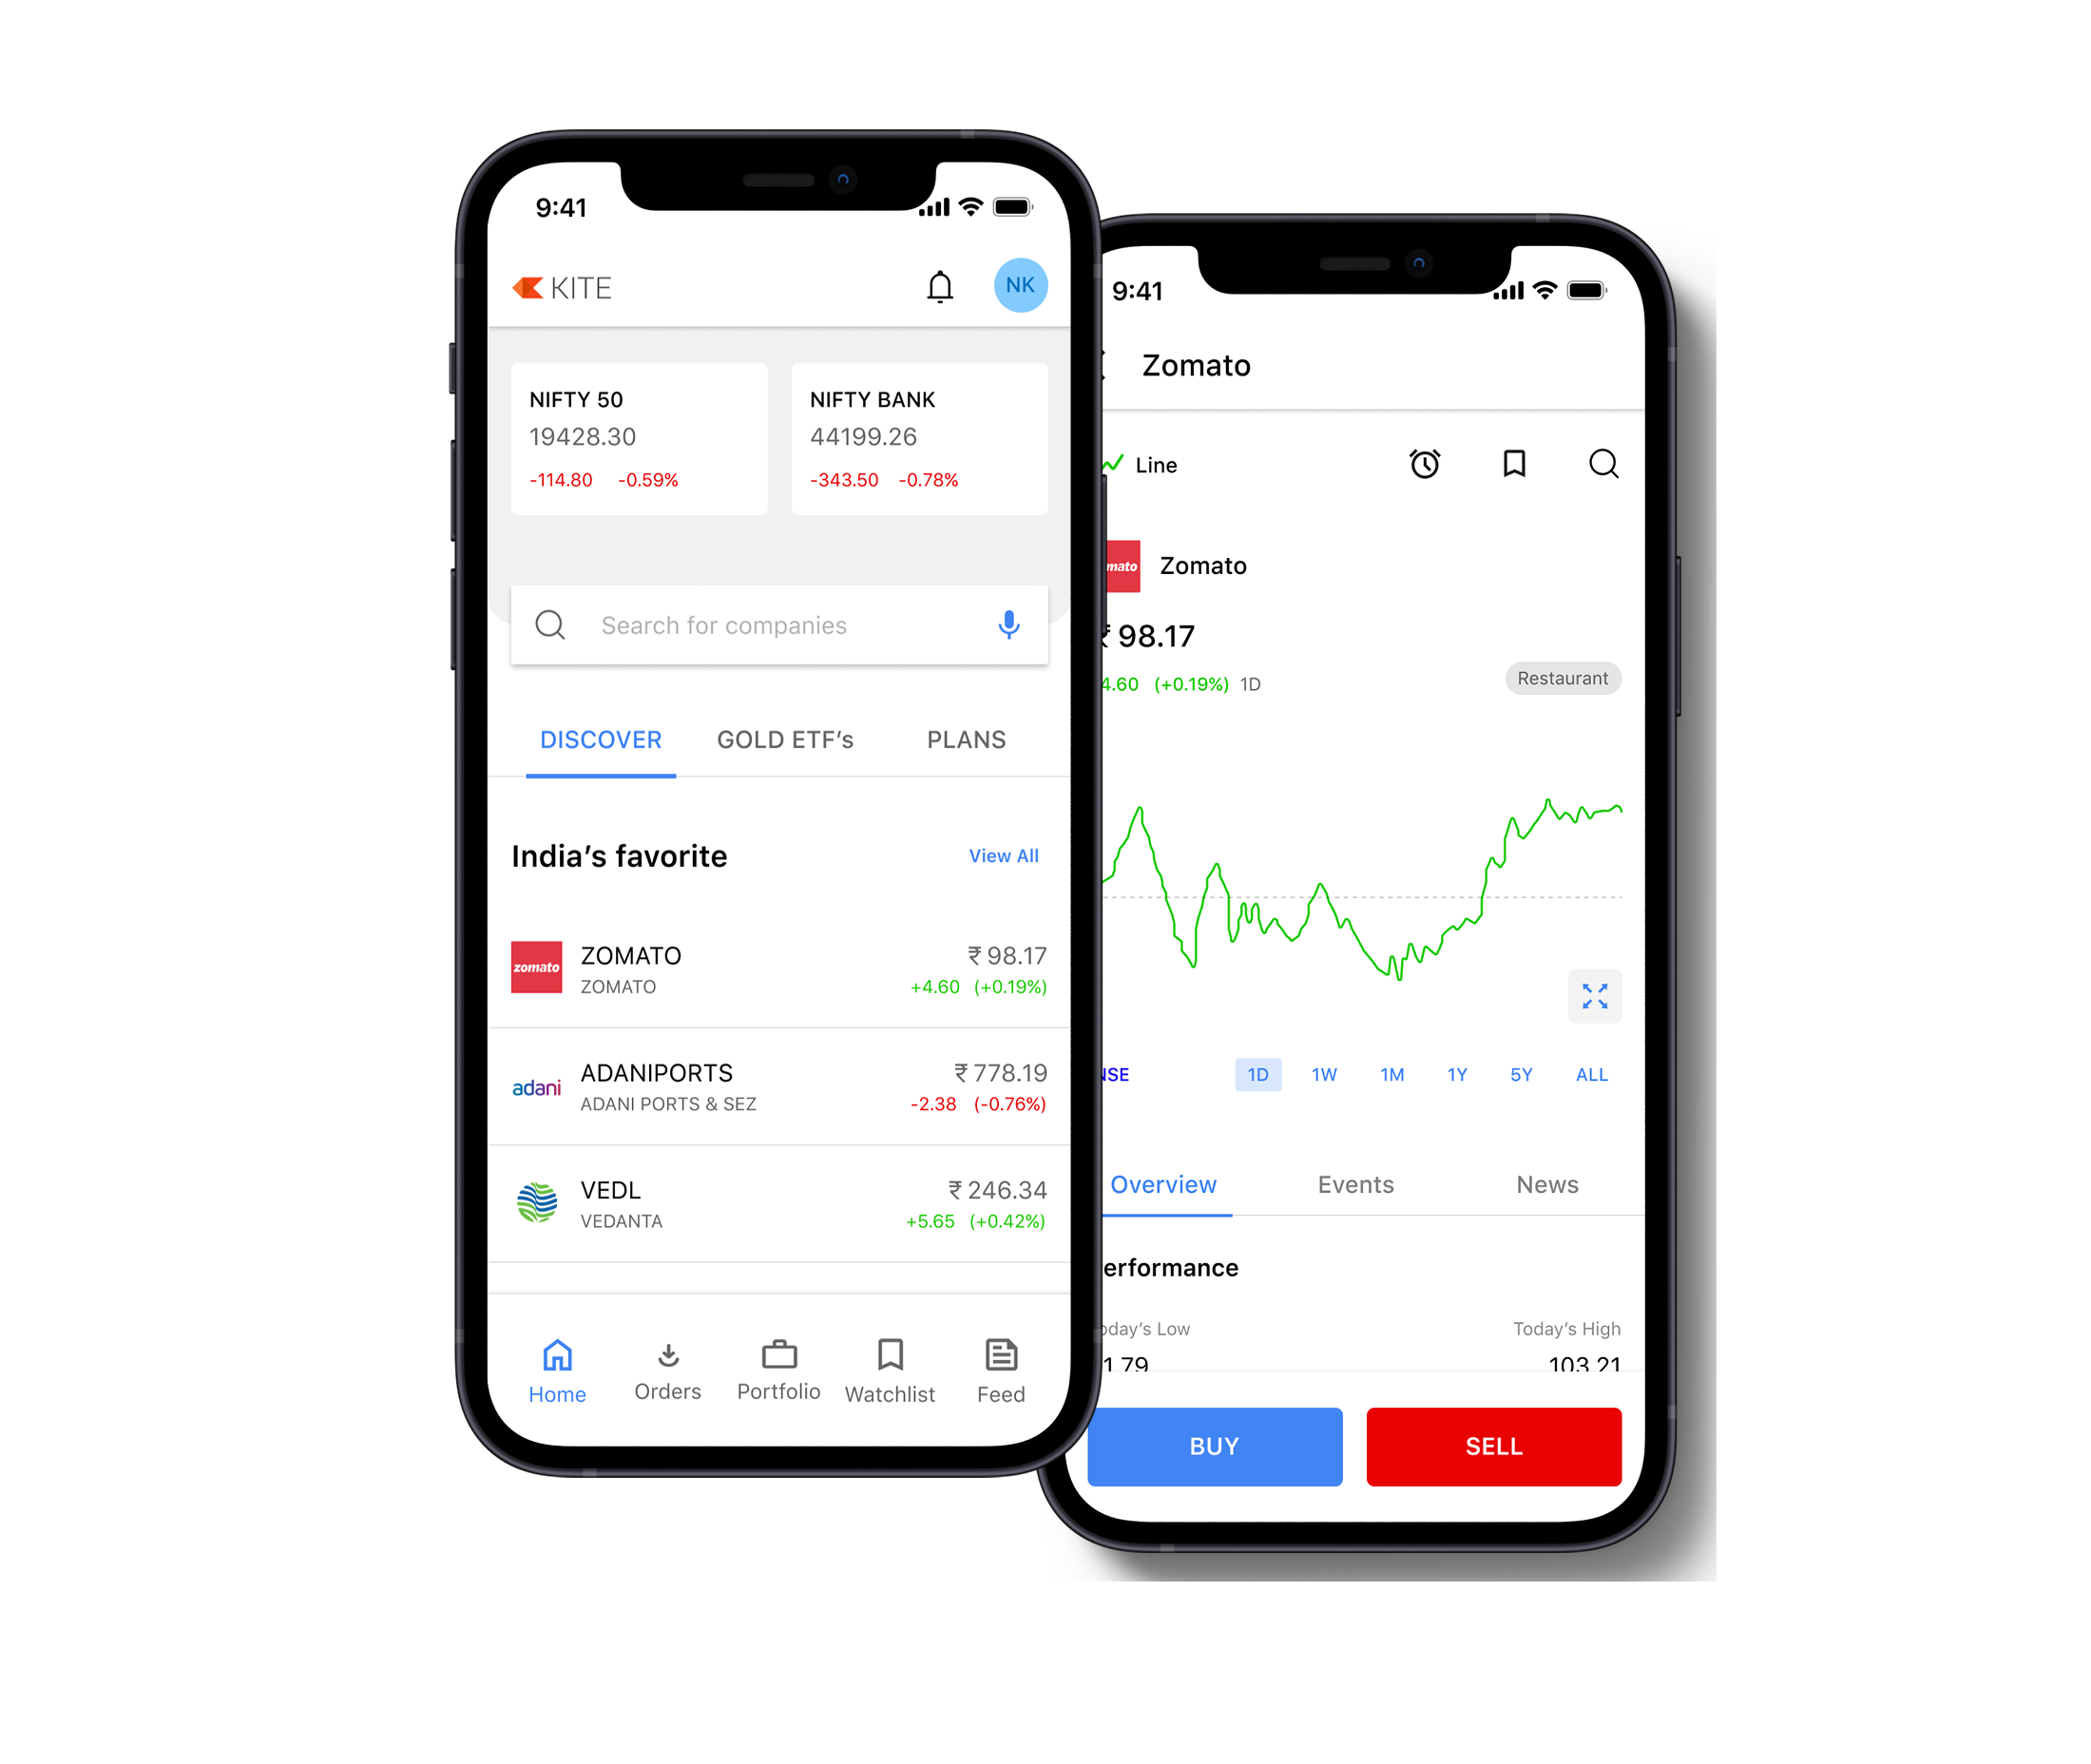 9:41
KITE
NK
NIFTY 50
19428.30
-114.80 -0.59%
NIFTY BANK
44199.26
-343.50 -0.78%
Search for companies
DISCOVER GOLD ETF’s PLANS
India’s favorite View All
zomato
ZOMATO ₹ 98.17
ZOMATO +4.60 (+0.19%)
adani
ADANIPORTS ₹ 778.19
ADANI PORTS & SEZ -2.38 (-0.76%)
VEDL ₹ 246.34
VEDANTA +5.65 (+0.42%)
Home Orders Portfolio Watchlist Feed
9:41
Zomato
Line
mato
Zomato
₹ 98.17
4.60 (+0.19%) 1D
Restaurant
NSE 1D 1W 1M 1Y 5Y ALL
Overview Events News
erformance
oday’s Low Today’s High
1.79 103.21
BUY SELL